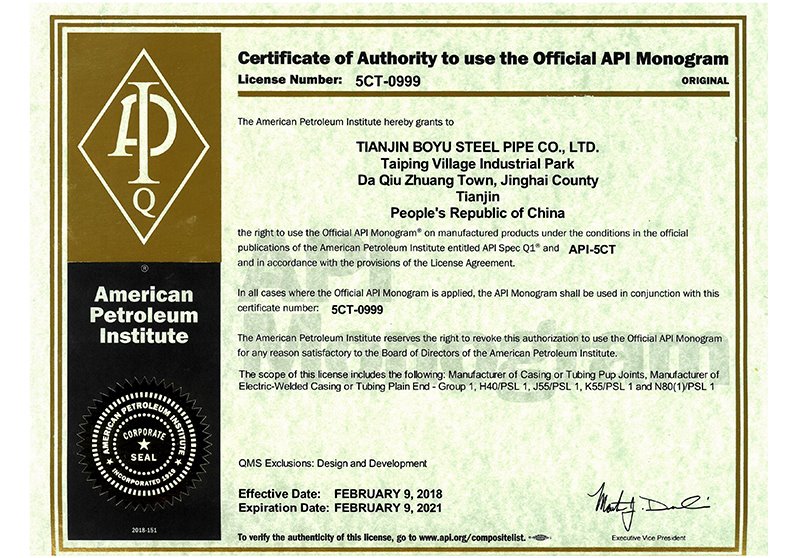 Certificate of Authority to use the Official API Monogram
License Number: 5CT-0999
ORIGINAL
The American Petroleum Institute hereby grants to
TIANJIN BOYU STEEL PIPE CO., LTD.
Taiping Village Industrial Park
Da Qiu Zhuang Town, Jinghai County
Tianjin
People's Republic of China
the right to use the Official API Monogram® on manufactured products under the conditions in the official
publications of the American Petroleum Institute entitled API Spec Q1® and API-5CT
and in accordance with the provisions of the License Agreement.
In all cases where the Official API Monogram is applied, the API Monogram shall be used in conjunction with this
certificate number: 5CT-0999
The American Petroleum Institute reserves the right to revoke this authorization to use the Official API Monogram
for any reason satisfactory to the Board of Directors of the American Petroleum Institute.
The scope of this license includes the following: Manufacturer of Casing or Tubing Pup Joints, Manufacturer of
Electric-Welded Casing or Tubing Plain End - Group 1, H40/PSL 1, J55/PSL 1, K55/PSL 1 and N80(1)/PSL 1
QMS Exclusions: Design and Development
Effective Date: FEBRUARY 9, 2018
Expiration Date: FEBRUARY 9, 2021
To verify the authenticity of this license, go to www.api.org/compositelist.
Executive Vice President
API
Q
®
American
Petroleum
Institute
AMERICAN PETROLEUM INSTITUTE
CORPORATE
SEAL
INCORPORATED 1919
2018-151